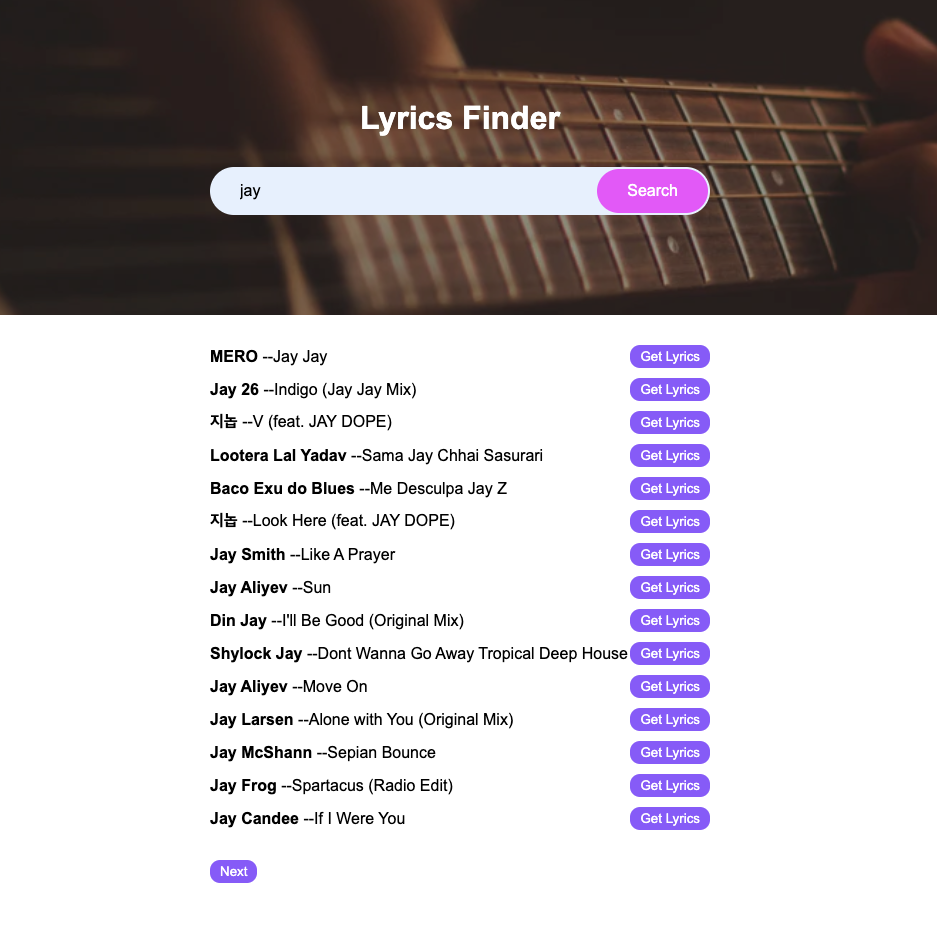 Lyrics Finder
jay Search
MERO --Jay Jay Get Lyrics
Jay 26 --Indigo (Jay Jay Mix) Get Lyrics
지놉 --V (feat. JAY DOPE) Get Lyrics
Lootera Lal Yadav --Sama Jay Chhai Sasurari Get Lyrics
Baco Exu do Blues --Me Desculpa Jay Z Get Lyrics
지놉 --Look Here (feat. JAY DOPE) Get Lyrics
Jay Smith --Like A Prayer Get Lyrics
Jay Aliyev --Sun Get Lyrics
Din Jay --I'll Be Good (Original Mix) Get Lyrics
Shylock Jay --Dont Wanna Go Away Tropical Deep House Get Lyrics
Jay Aliyev --Move On Get Lyrics
Jay Larsen --Alone with You (Original Mix) Get Lyrics
Jay McShann --Sepian Bounce Get Lyrics
Jay Frog --Spartacus (Radio Edit) Get Lyrics
Jay Candee --If I Were You Get Lyrics
Next